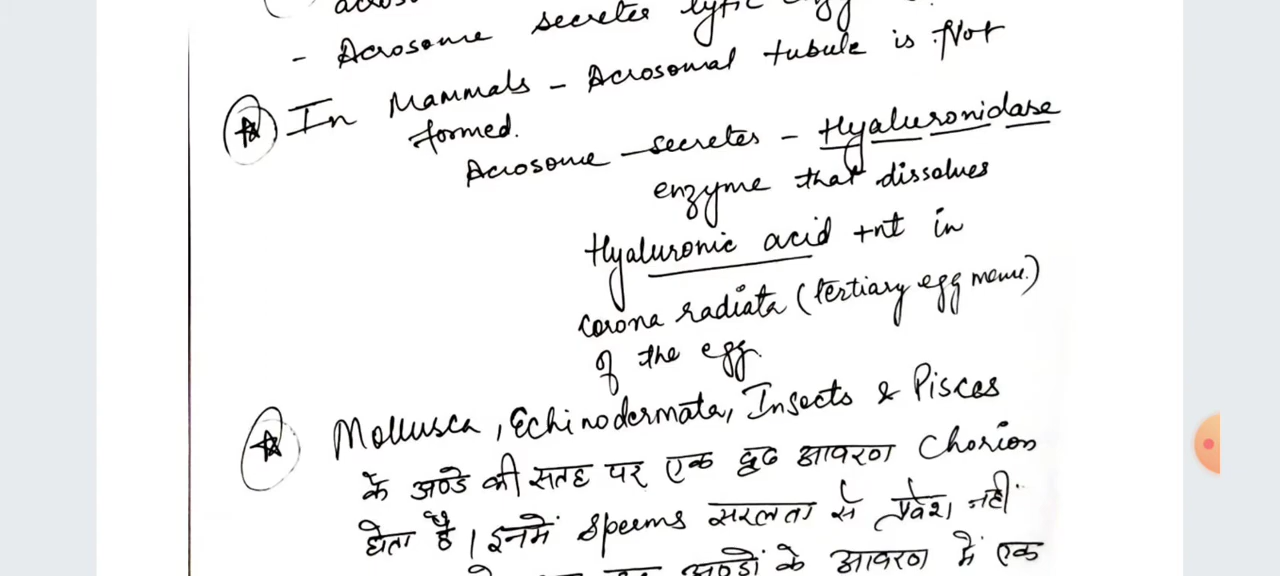 - Acrosome secretes lytic
In Mammals - Acrosomal tubule is Not
formed.
Acrosome - secretes - Hyaluronidase
enzyme that dissolves
Hyaluronic acid +nt in
corona radiata (tertiary egg mem.)
of the egg.
Mollusca, Echinodermata, Insects & Pisces
के अण्डे की सतह पर एक दृढ आवरण Chorion
होता है। इनमें Sperms सरलता से प्रवेश नहीं
अण्डों के आवरण में एक